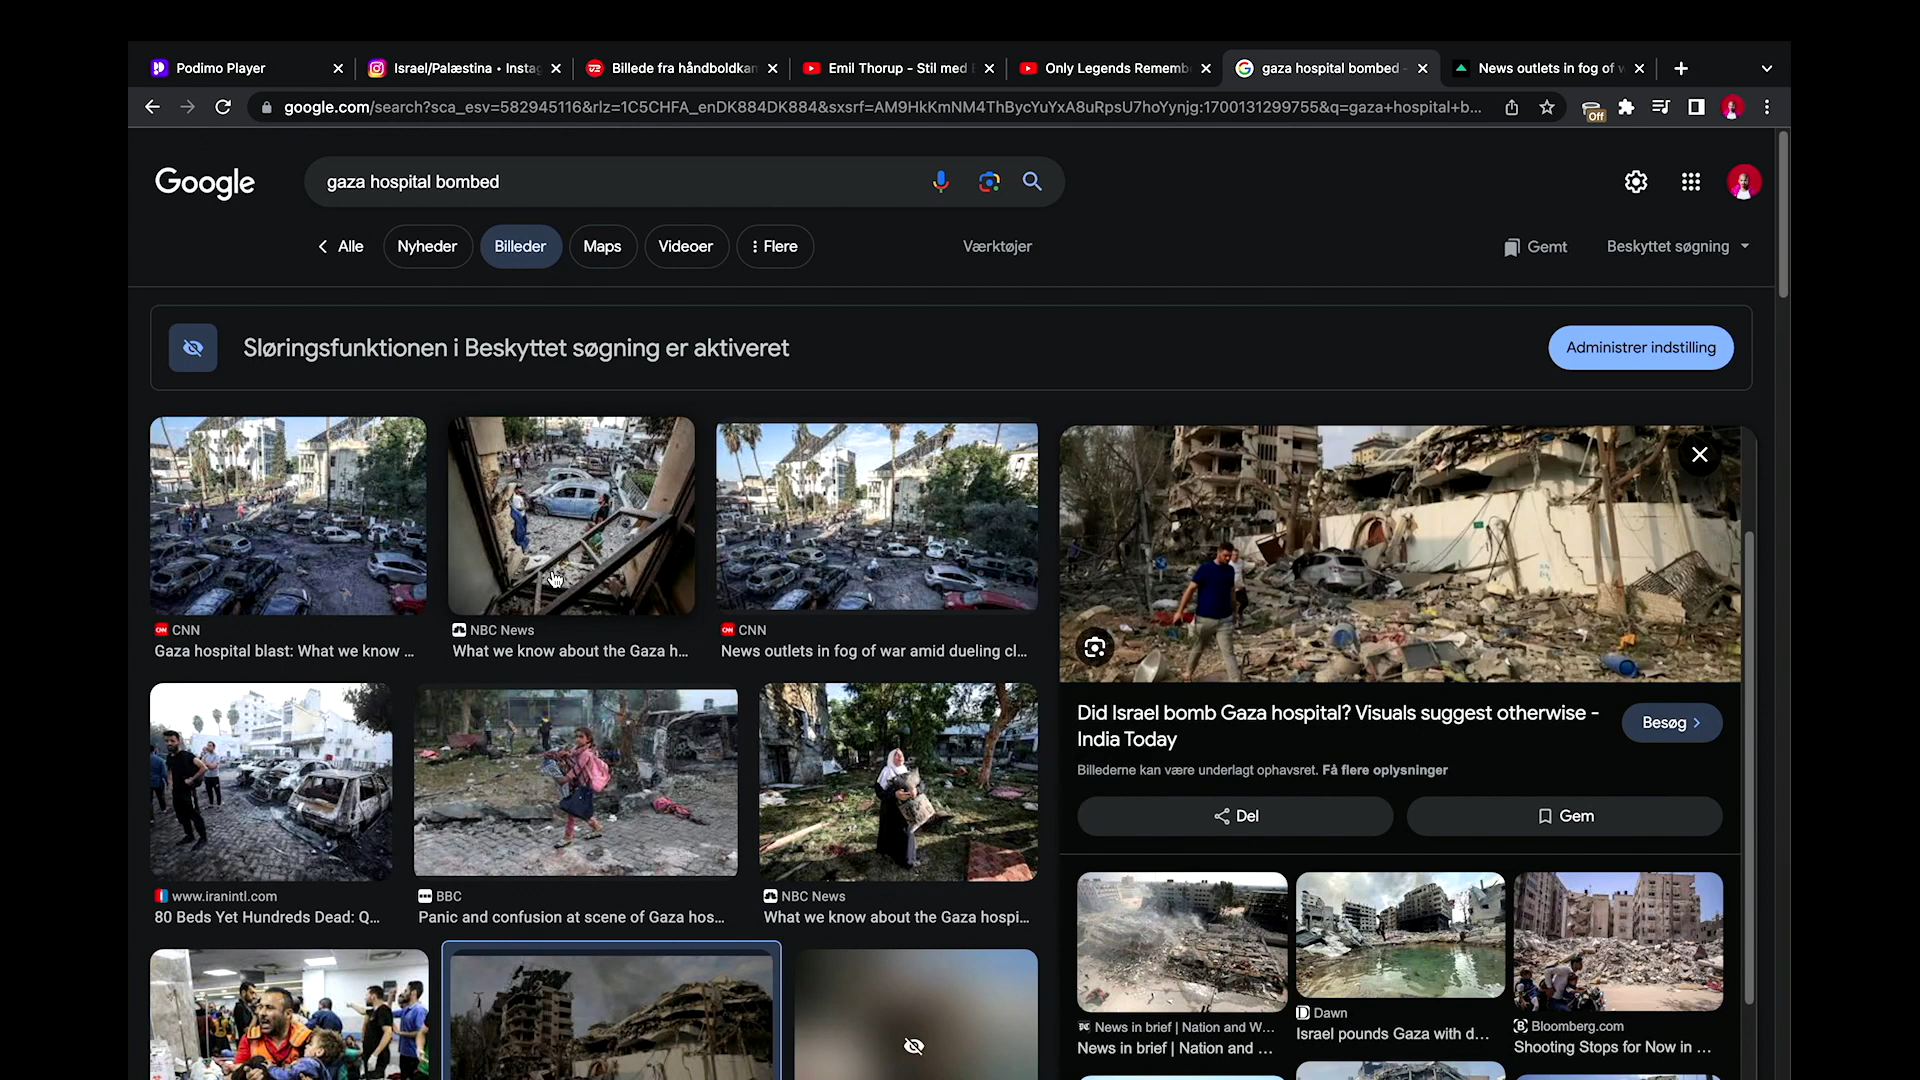 Podimo Player
Israel/Palæstina • Insta
Billede fra håndboldka
Emil Thorup - Stil med
Only Legends Rememb
gaza hospital bombed -
News outlets in fog of
google.com/search?sca_esv=582945116&rlz=1C5CHFA_enDK884DK884&sxsrf=AM9HkKmNM4ThBycYuYxA8uRpsU7hoYynjg:1700131299755&q=gaza+hospital+b...
Off
Google
gaza hospital bombed
Alle
Nyheder
Billeder
Maps
Videoer
Flere
Værktøjer
Gemt
Beskyttet søgning
Sløringsfunktionen i Beskyttet søgning er aktiveret
Administrer indstilling
CNN
Gaza hospital blast: What we know ...
NBC News
What we know about the Gaza h...
CNN
News outlets in fog of war amid dueling cl...
www.iranintl.com
80 Beds Yet Hundreds Dead: Q...
BBC
Panic and confusion at scene of Gaza hos...
NBC News
What we know about the Gaza hospi...
Did Israel bomb Gaza hospital? Visuals suggest otherwise -
India Today
Besøg
Billederne kan være underlagt ophavsret. Få flere oplysninger
Del
Gem
News in brief | Nation and W...
News in brief | Nation and ...
Dawn
Israel pounds Gaza with d...
Bloomberg.com
Shooting Stops for Now in ...